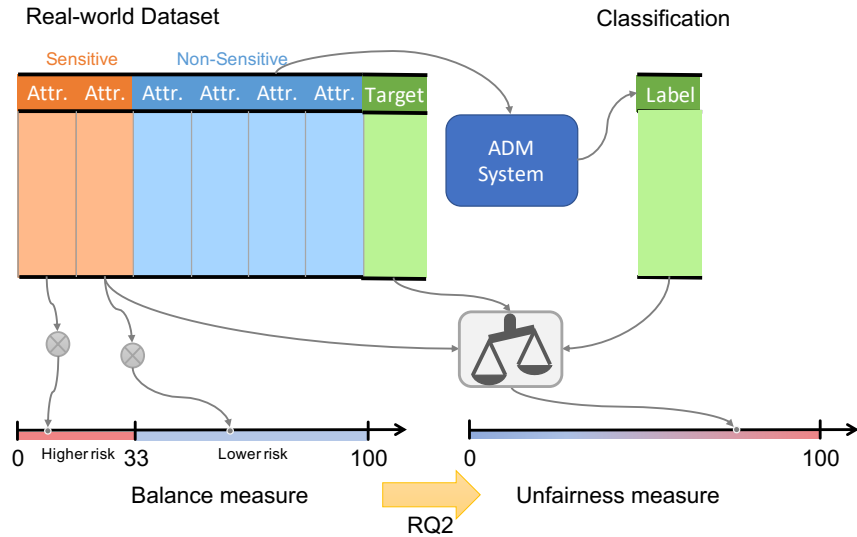 Real-world Dataset
Classification
Sensitive
Non-Sensitive
Attr. Attr. Attr. Attr. Attr. Attr. Target
Label
ADM
System
0 Higher risk 33 Lower risk 100
0 100
Balance measure
Unfairness measure
RQ2